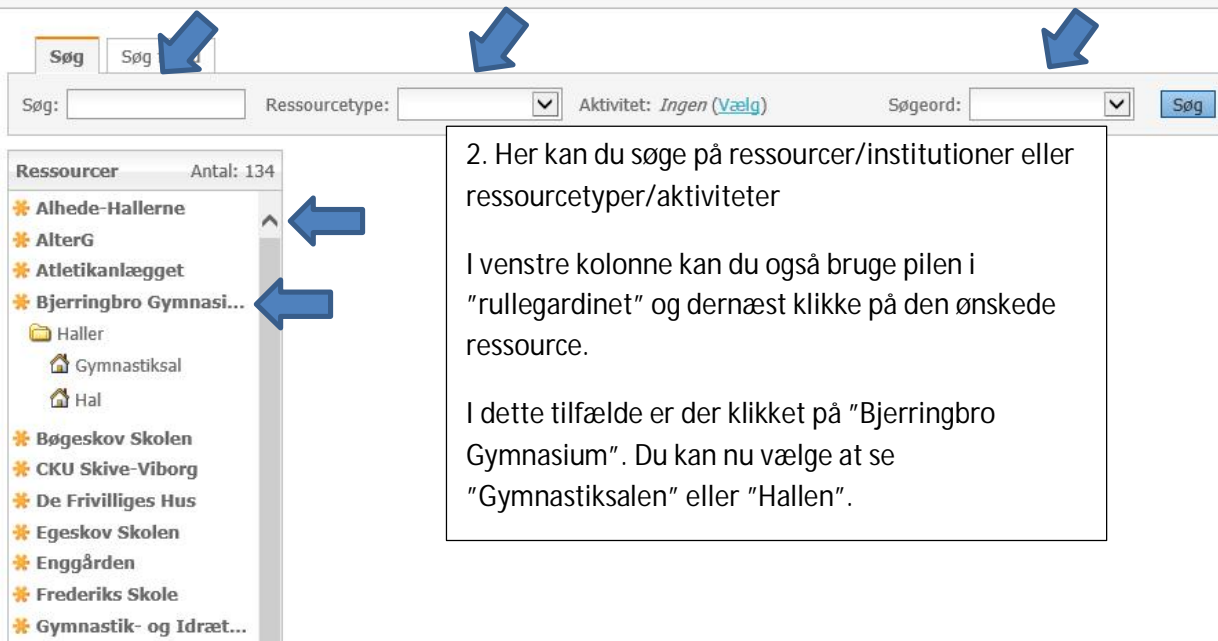 Søg Søg
Søg: Ressourcetype: Aktivitet: Ingen (Vælg) Søgeord: Søg
Ressourcer Antal: 134
Alhede-Hallerne
AlterG
Atletikanlægget
Bjerringbro Gymnasi...
Haller
Gymnastiksal
Hal
Bøgeskov Skolen
CKU Skive-Viborg
De Frivilliges Hus
Egeskov Skolen
Enggården
Frederiks Skole
Gymnastik- og Idræt...
2. Her kan du søge på ressourcer/institutioner eller
ressourcetyper/aktiviteter
I venstre kolonne kan du også bruge pilen i
"rullegardinet" og dernæst klikke på den ønskede
ressource.
I dette tilfælde er der klikket på "Bjerringbro
Gymnasium". Du kan nu vælge at se
"Gymnastiksalen" eller "Hallen".